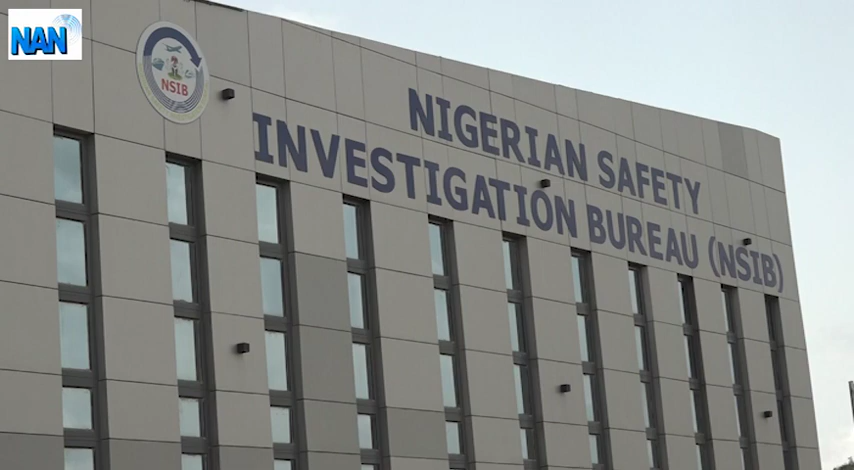 NAN
NSIB
NIGERIAN SAFETY
INVESTIGATION BUREAU (NSIB)